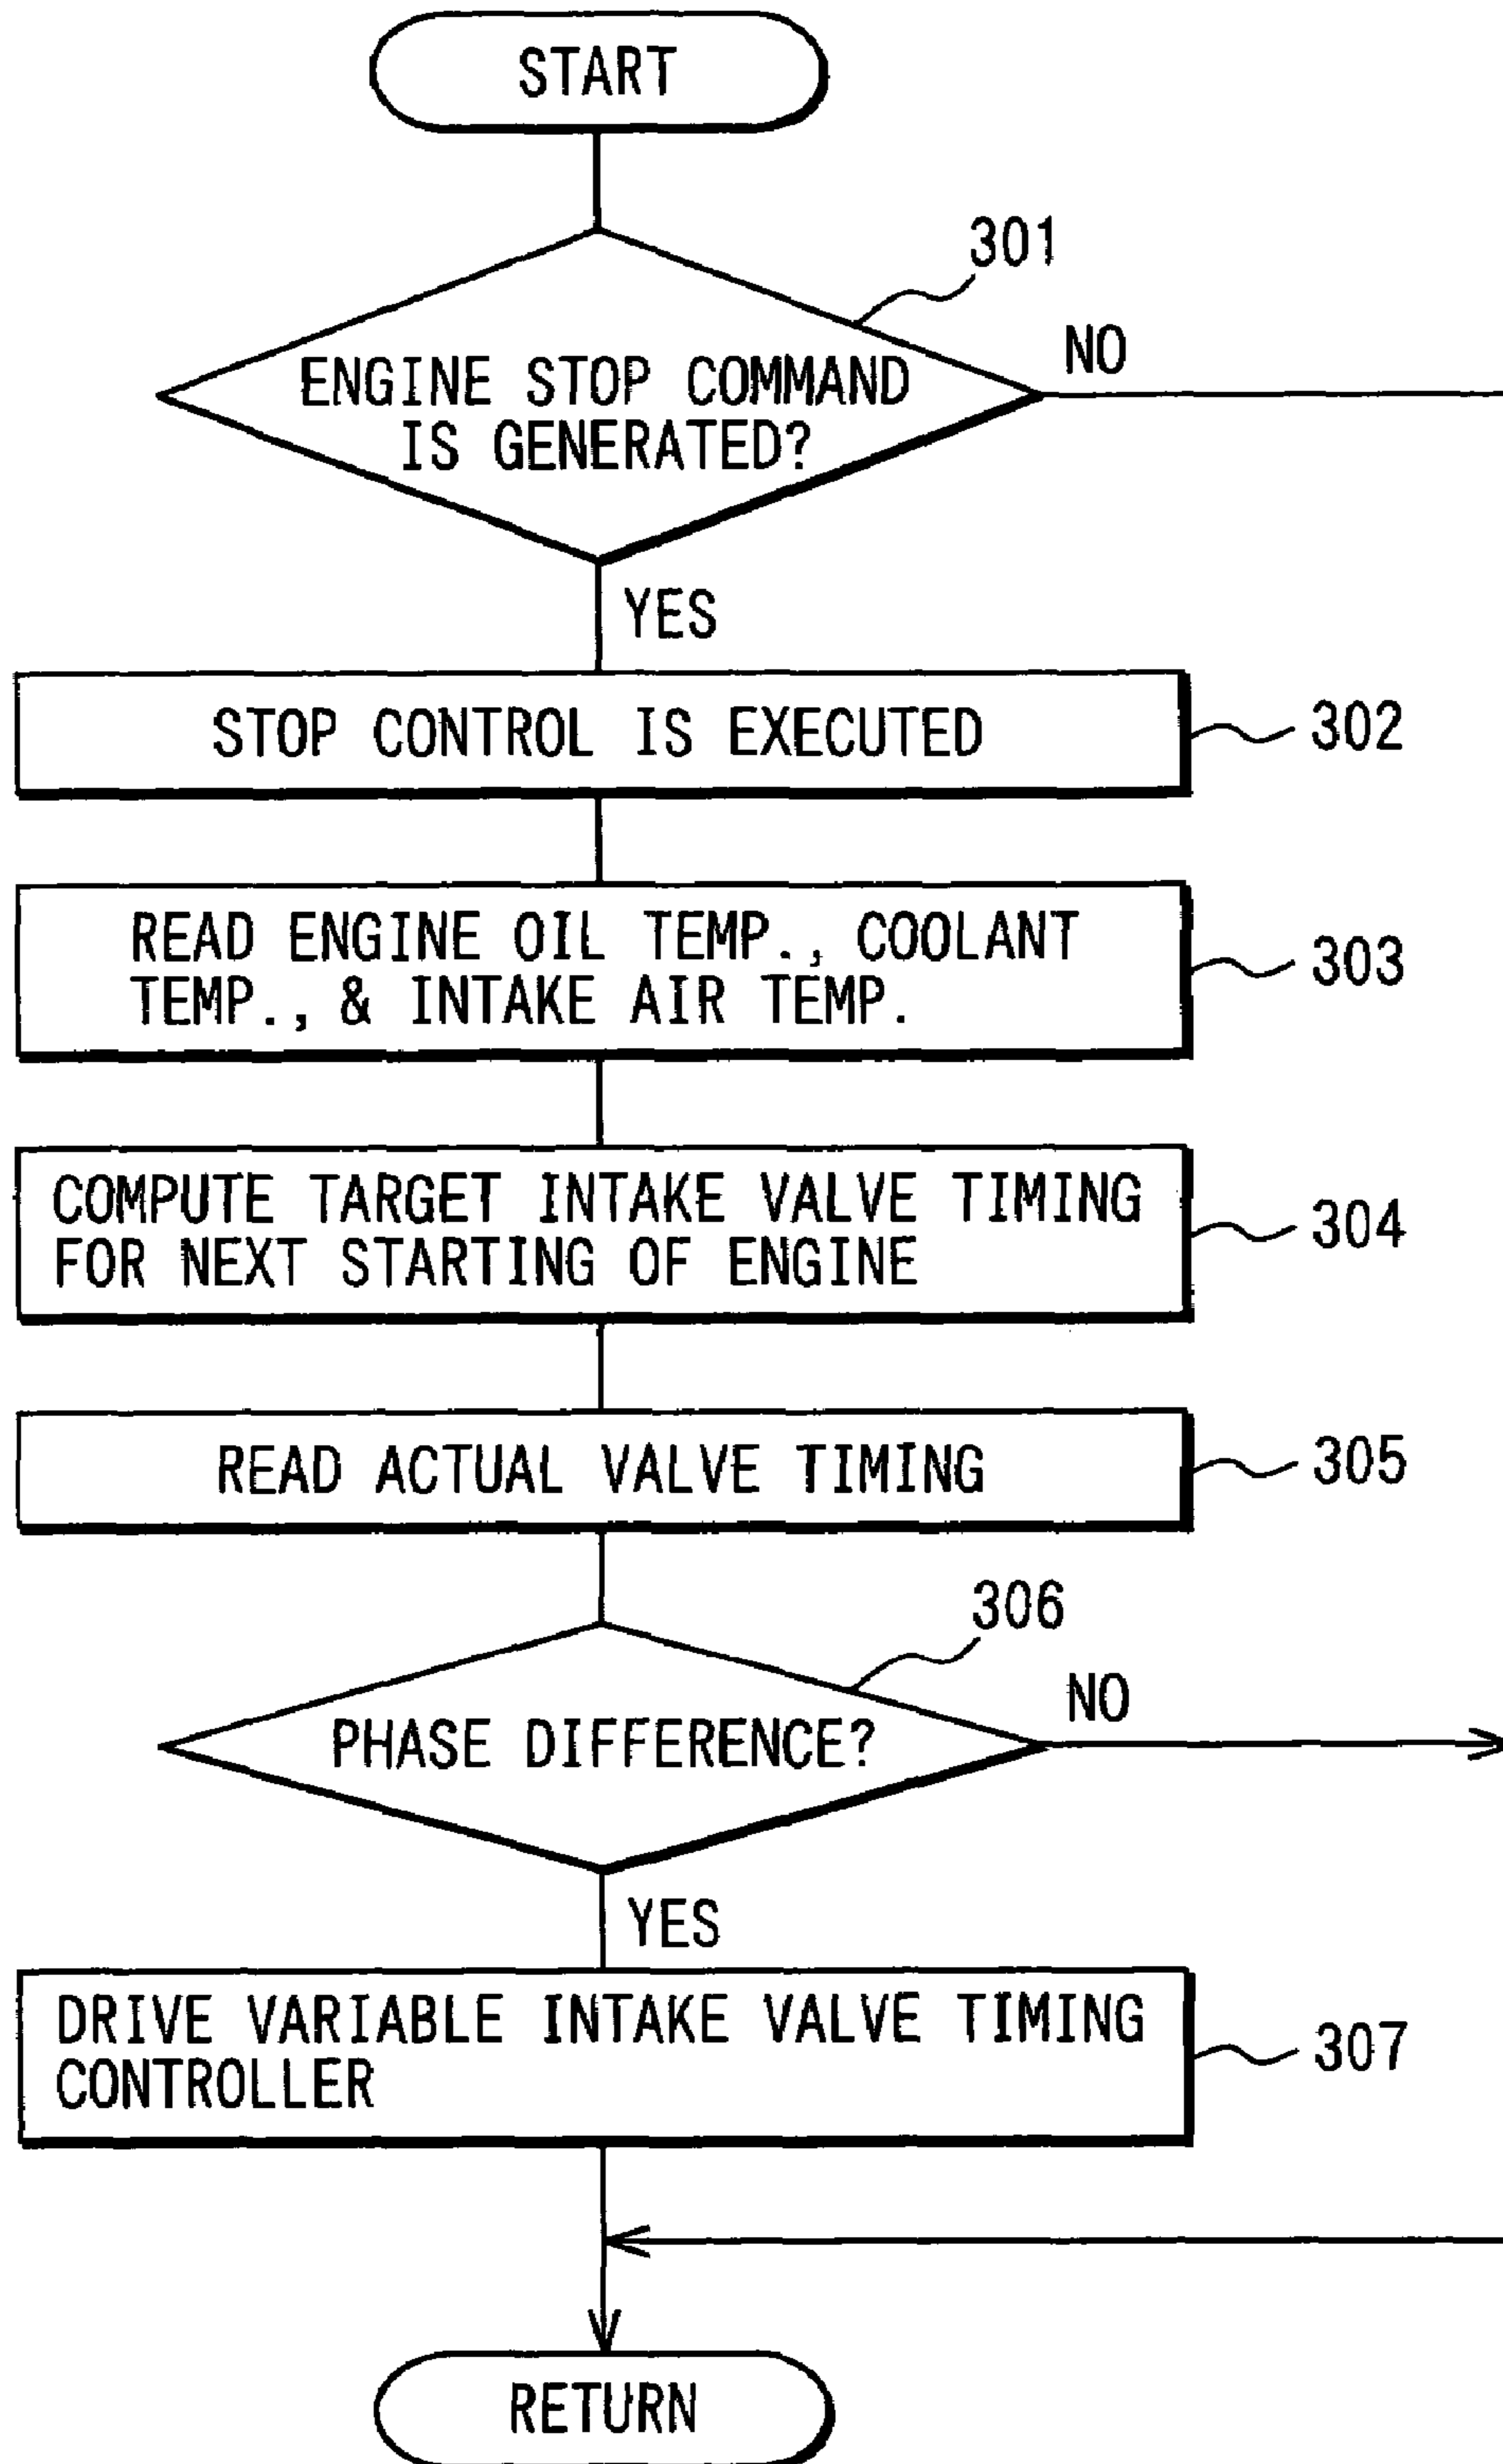 START
301
NO
ENGINE STOP COMMAND
IS GENERATED?
YES
STOP CONTROL IS EXECUTED
302
READ ENGINE OIL TEMP., COOLANT
TEMP., & INTAKE AIR TEMP.
303
COMPUTE TARGET INTAKE VALVE TIMING
FOR NEXT STARTING OF ENGINE
304
READ ACTUAL VALVE TIMING
305
306
NO
PHASE DIFFERENCE?
YES
DRIVE VARIABLE INTAKE VALVE TIMING
CONTROLLER
307
RETURN